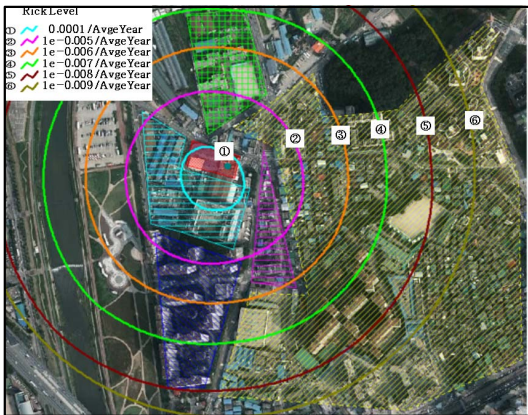 Rick Level
① 0.0001 /AvgeYear
② 1e-0.005/AvgeYear
③ 1e-0.006/AvgeYear
④ 1e-0.007/AvgeYear
⑤ 1e-0.008/AvgeYear
⑥ 1e-0.009/AvgeYear
① ② ③ ④ ⑤ ⑥